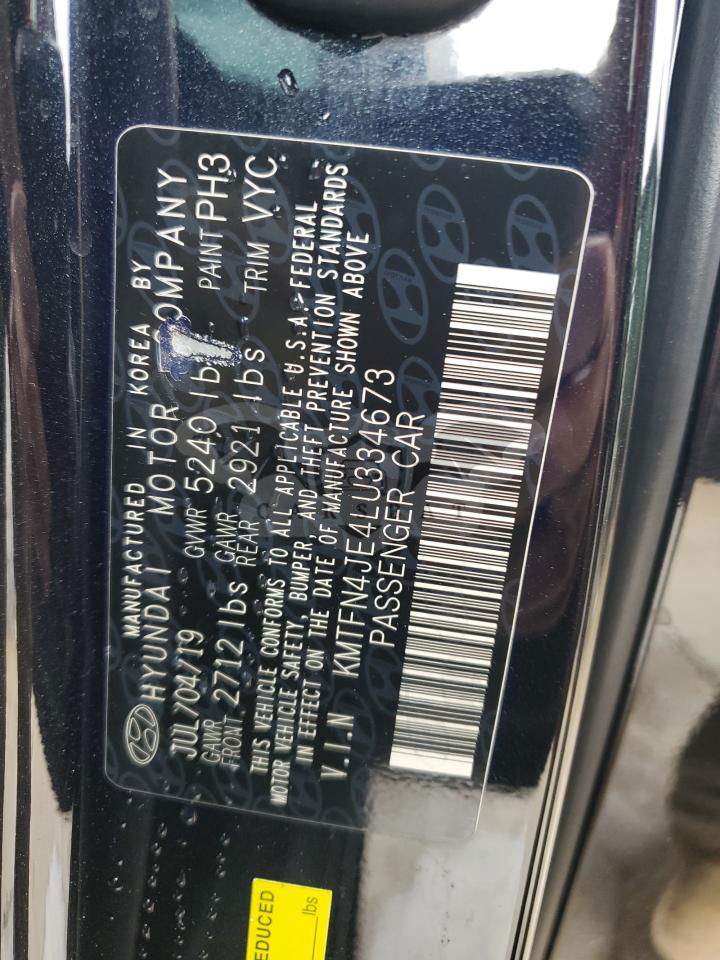 MANUFACTURED IN KOREA BY
HYUNDAI MOTOR COMPANY
JULY/04/19 GVWR 5240 lbs PAINT PH3
GAWR FRONT 2712 lbs GAWR REAR 2921 lbs TRIM VYC
THIS VEHICLE CONFORMS TO ALL APPLICABLE U.S.A. FEDERAL
MOTOR VEHICLE SAFETY, BUMPER, AND THEFT PREVENTION STANDARDS
IN EFFECT ON THE DATE OF MANUFACTURE SHOWN ABOVE
V.I.N KMTFN4JE4LU334673
PASSENGER CAR
EDUCED
lbs